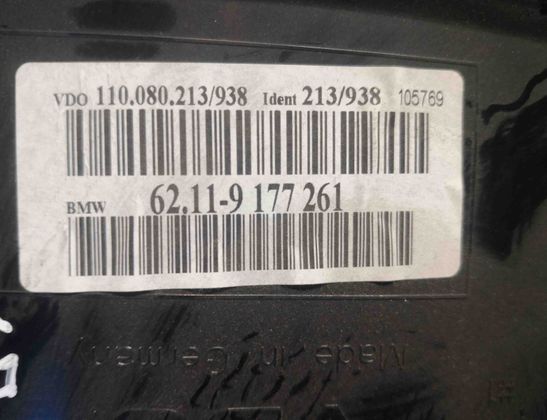 VDO 110.080.213/938 Ident 213/938 105769
BMW 62.11-9 177 261
Made in Germany